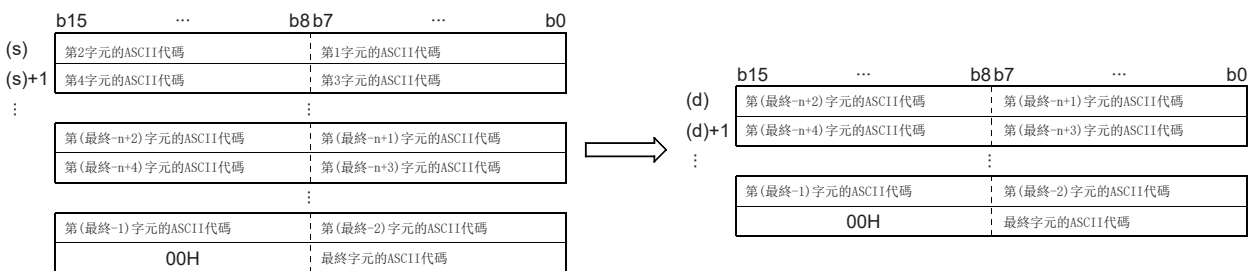 b15 … b8 b7 … b0
(s) 第2字元的ASCII代碼 第1字元的ASCII代碼
(s)+1 第4字元的ASCII代碼 第3字元的ASCII代碼
⋮ ⋮
第(最終-n+2)字元的ASCII代碼 第(最終-n+1)字元的ASCII代碼
第(最終-n+4)字元的ASCII代碼 第(最終-n+3)字元的ASCII代碼
⋮
第(最終-1)字元的ASCII代碼 第(最終-2)字元的ASCII代碼
00H 最終字元的ASCII代碼
b15 … b8 b7 … b0
(d) 第(最終-n+2)字元的ASCII代碼 第(最終-n+1)字元的ASCII代碼
(d)+1 第(最終-n+4)字元的ASCII代碼 第(最終-n+3)字元的ASCII代碼
⋮ ⋮
第(最終-1)字元的ASCII代碼 第(最終-2)字元的ASCII代碼
00H 最終字元的ASCII代碼